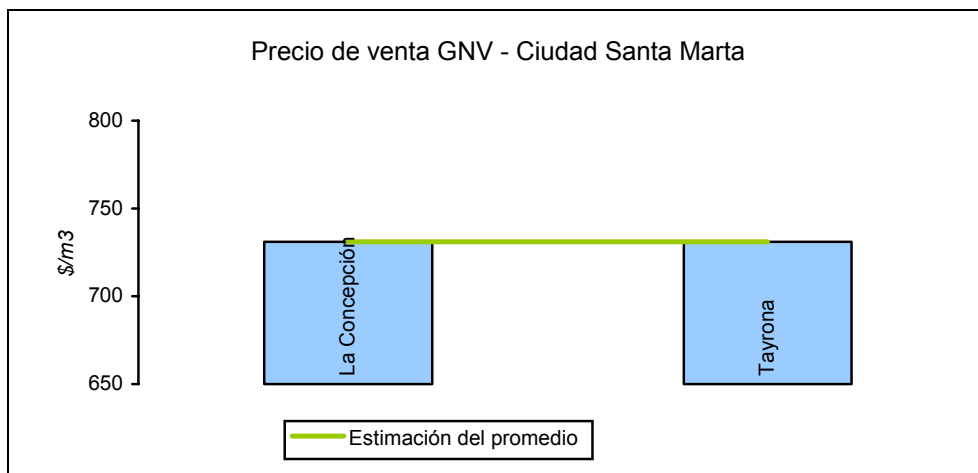 Precio de venta GNV - Ciudad Santa Marta
800
750
700
650
$/m3
La Concepción
Tayrona
Estimación del promedio